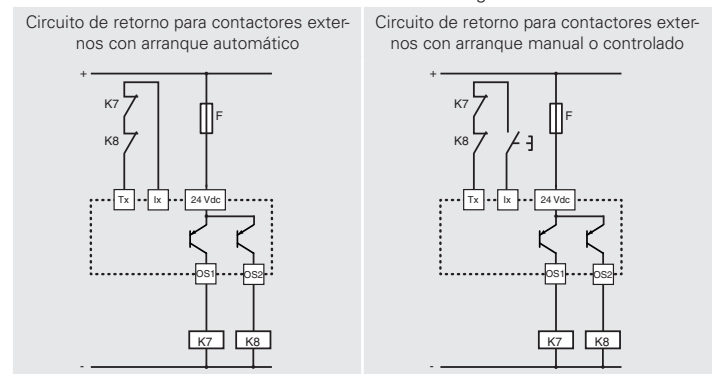 Circuito de retorno para contactores exter-
nos con arranque automático
+
K7
K8
F
Tx
Ix
24 Vdc
OS1
OS2
K7
K8
-
Circuito de retorno para contactores exter-
nos con arranque manual o controlado
+
K7
K8
F
Tx
Ix
24 Vdc
OS1
OS2
K7
K8
-